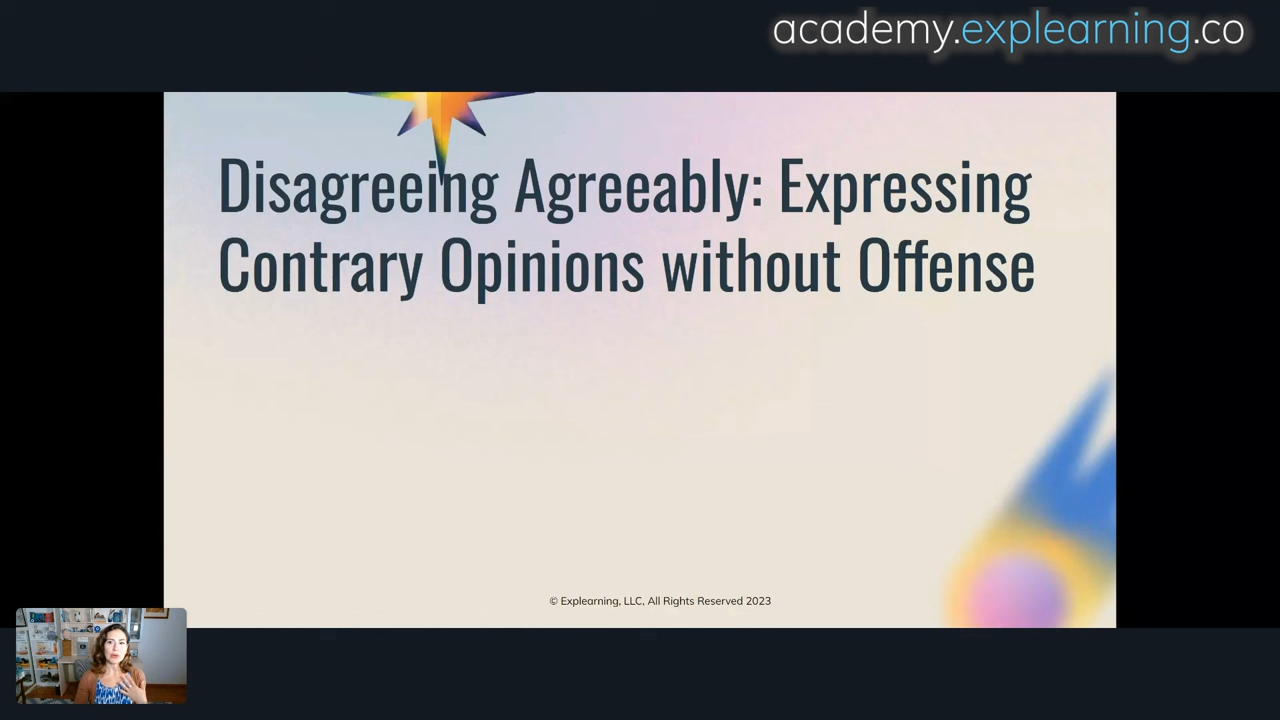 academy.explearning.co
Disagreeing Agreeably: Expressing
Contrary Opinions without Offense
© Explearning, LLC, All Rights Reserved 2023